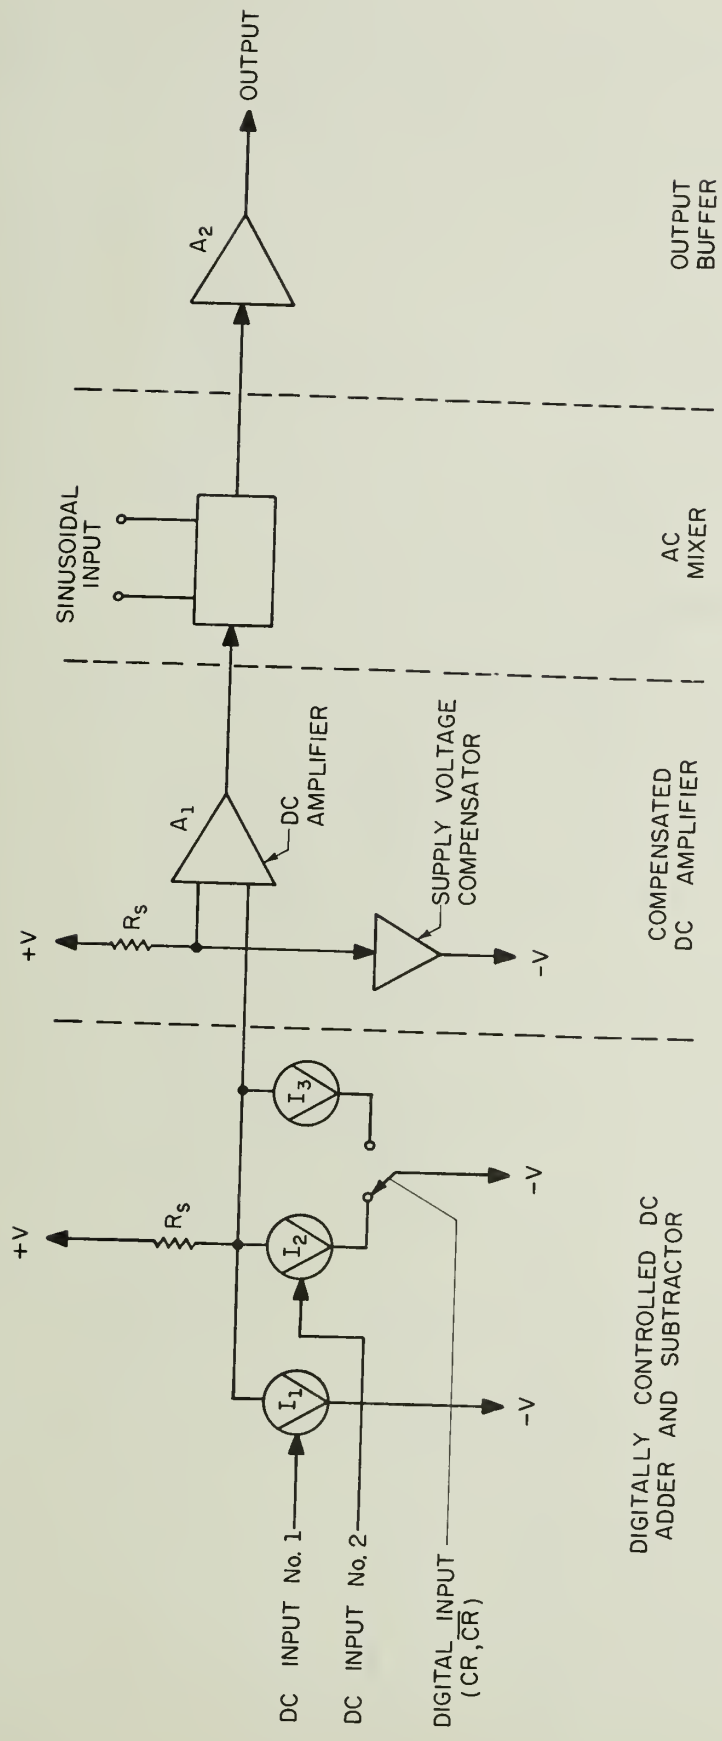 +V
Rs
DC INPUT No. 1
I1
-V
DC INPUT No. 2
I2
I3
-V
DIGITAL INPUT
(CR, C̅R̅)
DIGITALLY CONTROLLED DC
ADDER AND SUBTRACTOR
+V
Rs
A1
DC
AMPLIFIER
SUPPLY VOLTAGE
COMPENSATOR
-V
COMPENSATED
DC AMPLIFIER
SINUSOIDAL
INPUT
AC
MIXER
A2
OUTPUT
OUTPUT
BUFFER